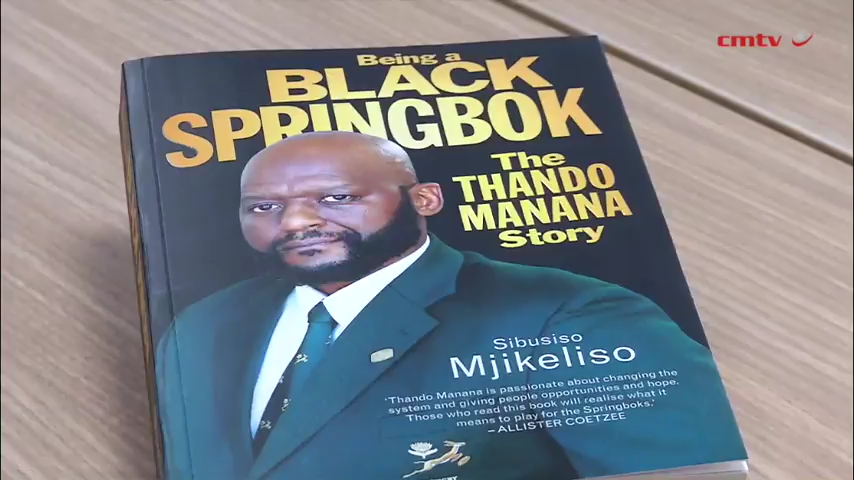 cmtv
Being a
BLACK
SPRINGBOK
The
THANDO
MANANA
Story
Sibusiso
Mjikeliso
'Thando Manana is passionate about changing the
system and giving people opportunities and hope.
Those who read this book will realise what it
means to play for the Springboks.'
– ALLISTER COETZEE